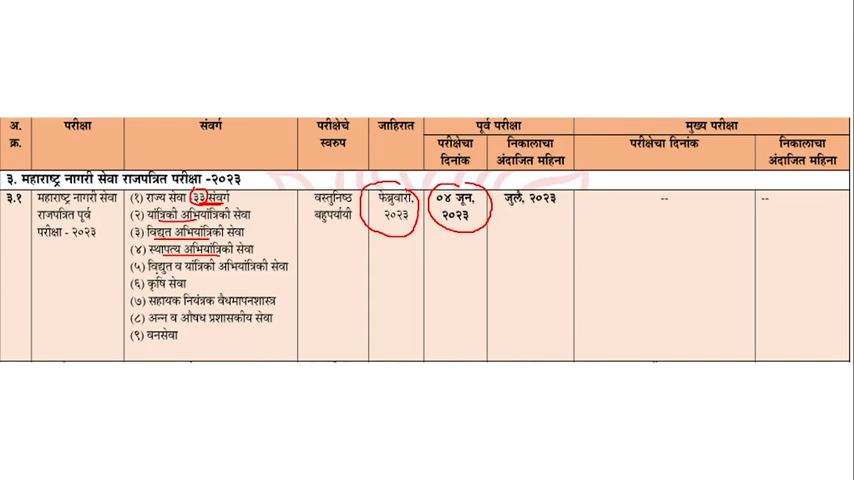 अ. क्र. परीक्षा संवर्ग परीक्षेचे स्वरुप जाहिरात पूर्व परीक्षा मुख्य परीक्षा
परीक्षेचा दिनांक निकालाचा अंदाजित महिना परीक्षेचा दिनांक निकालाचा अंदाजित महिना
३. महाराष्ट्र नागरी सेवा राजपत्रित परीक्षा -२०२३
३.१ महाराष्ट्र नागरी सेवा (१) राज्य सेवा ३३ संवर्ग वस्तुनिष्ठ फेब्रुवारी, ०४ जून, जुलै, २०२३ -- --
राजपत्रित पूर्व (२) यांत्रिकी अभियांत्रिकी सेवा बहुपर्यायी २०२३ २०२३
परीक्षा - २०२३ (३) विद्युत अभियांत्रिकी सेवा
(४) स्थापत्य अभियांत्रिकी सेवा
(५) विद्युत व यांत्रिकी अभियांत्रिकी सेवा
(६) कृषि सेवा
(७) सहायक नियंत्रक वैधमापनशास्त्र
(८) अन्न व औषध प्रशासकीय सेवा
(९) वनसेवा